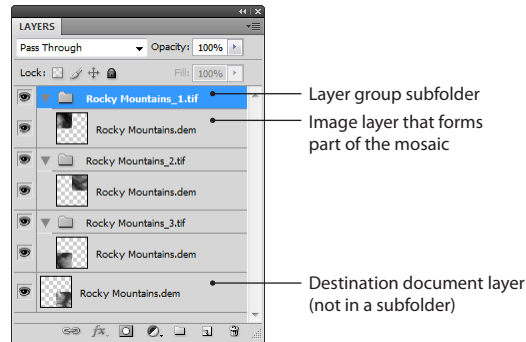 LAYERS
Pass Through Opacity: 100%
Lock: Fill: 100%
Rocky Mountains_1.tif
Layer group subfolder
Rocky Mountains.dem
Image layer that forms
part of the mosaic
Rocky Mountains_2.tif
Rocky Mountains.dem
Rocky Mountains_3.tif
Rocky Mountains.dem
Rocky Mountains.dem
Destination document layer
(not in a subfolder)
fx.